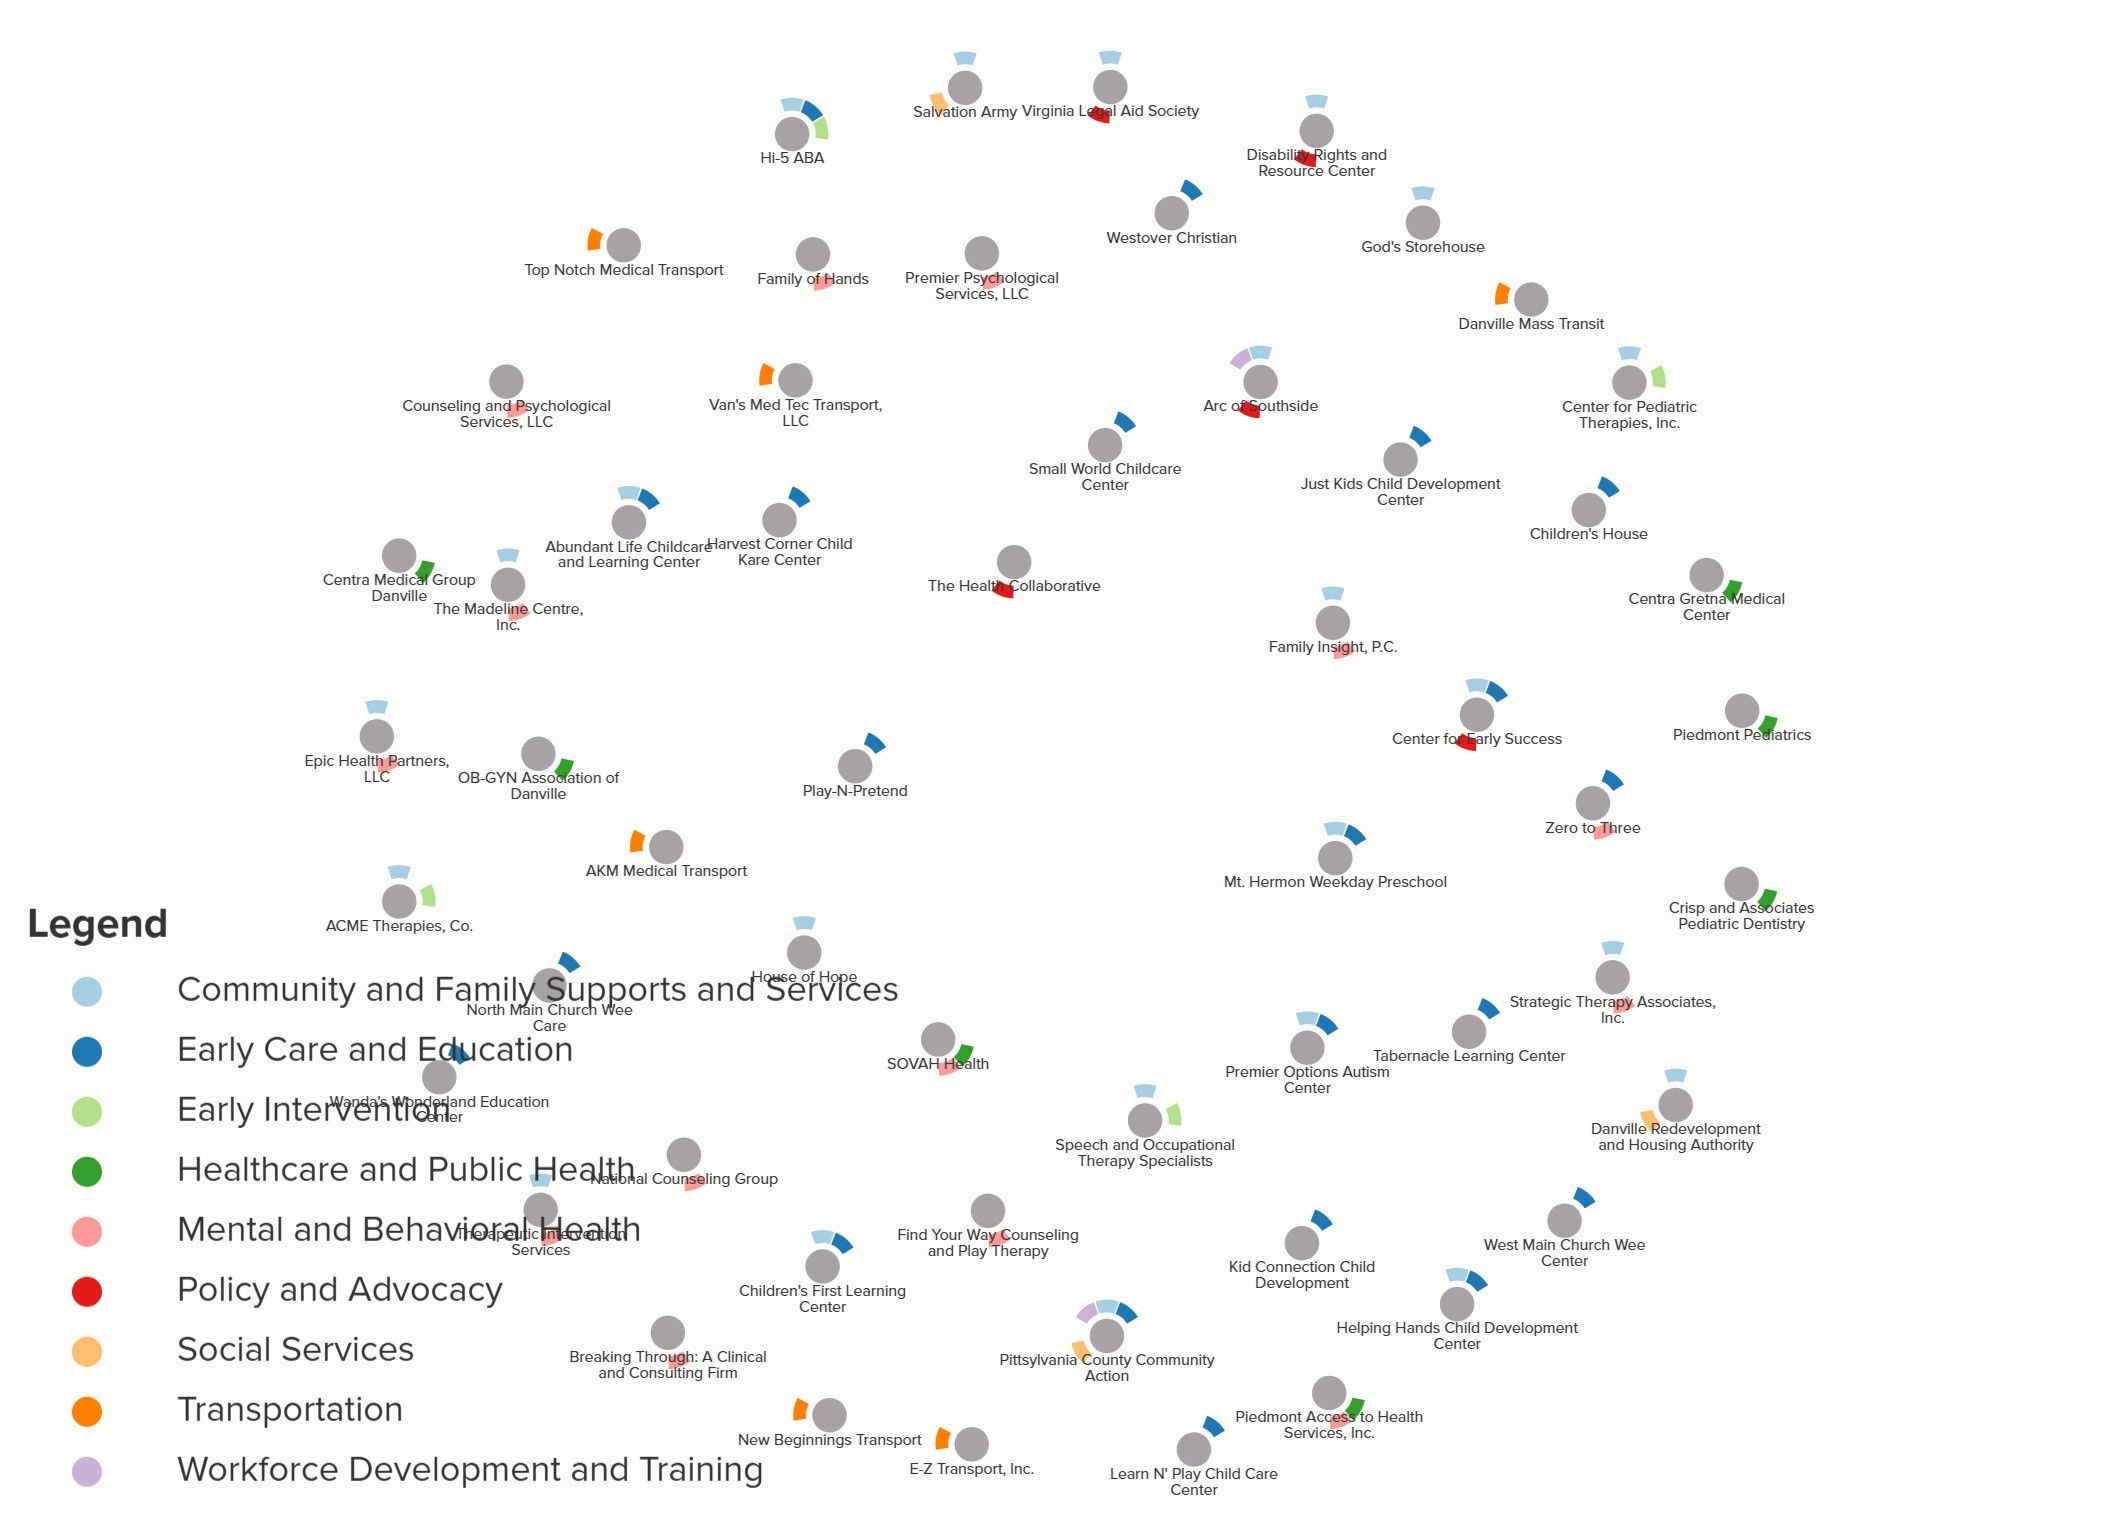 Salvation Army
Virginia Legal Aid Society
Hi-5 ABA
Disability Rights and
Resource Center
Westover Christian
God's Storehouse
Top Notch Medical Transport
Family of Hands
Premier Psychological
Services, LLC
Danville Mass Transit
Counseling and Psychological
Services, LLC
Van's Med Tec Transport,
LLC
Arc of Southside
Center for Pediatric
Therapies, Inc.
Small World Childcare
Center
Just Kids Child Development
Center
Children's House
Abundant Life Childcare
and Learning Center
Harvest Corner Child
Kare Center
Centra Medical Group
Danville
The Madeline Centre,
Inc.
The Health Collaborative
Centra Gretna Medical
Center
Family Insight, P.C.
Center for Early Success
Piedmont Pediatrics
Epic Health Partners,
LLC
OB-GYN Association of
Danville
Play-N-Pretend
Zero to Three
AKM Medical Transport
Mt. Hermon Weekday Preschool
ACME Therapies, Co.
Crisp and Associates
Pediatric Dentistry
House of Hope
North Main Church Wee
Care
Strategic Therapy Associates,
Inc.
Tabernacle Learning Center
SOVAH Health
Premier Options Autism
Center
Wanda's Wonderland Education
Center
Speech and Occupational
Therapy Specialists
Danville Redevelopment
and Housing Authority
National Counseling Group
Therapeutic Intervention
Services
Find Your Way Counseling
and Play Therapy
Kid Connection Child
Development
West Main Church Wee
Center
Children's First Learning
Center
Helping Hands Child Development
Center
Breaking Through: A Clinical
and Consulting Firm
Pittsylvania County Community
Action
Piedmont Access to Health
Services, Inc.
New Beginnings Transport
E-Z Transport, Inc.
Learn N' Play Child Care
Center
Legend
Community and Family Supports and Services
Early Care and Education
Early Intervention
Healthcare and Public Health
Mental and Behavioral Health
Policy and Advocacy
Social Services
Transportation
Workforce Development and Training